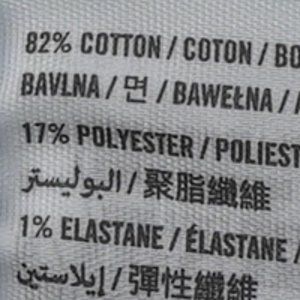 82% COTTON / COTON / BO
BAVLNA / 면 / BAWEŁNA /
17% POLYESTER / POLIEST
البوليستر / 聚脂纖維
1% ELASTANE / ÉLASTANE /
إيلاستين / 彈性纖維